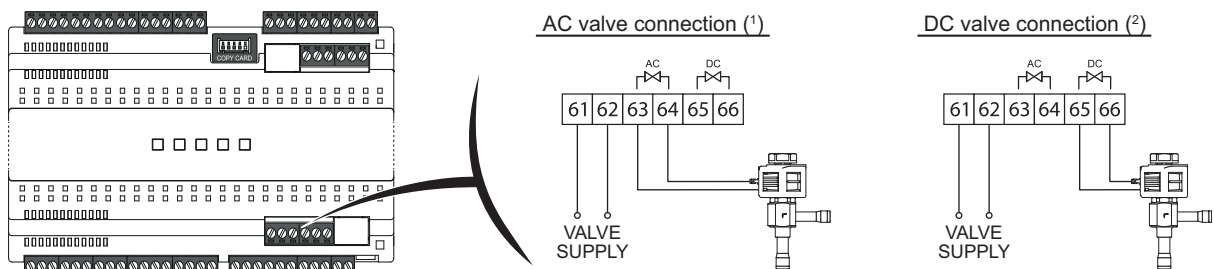 COPY CARD
AC valve connection (¹)
AC DC
61 62 63 64 65 66
VALVE
SUPPLY
DC valve connection (²)
AC DC
61 62 63 64 65 66
VALVE
SUPPLY